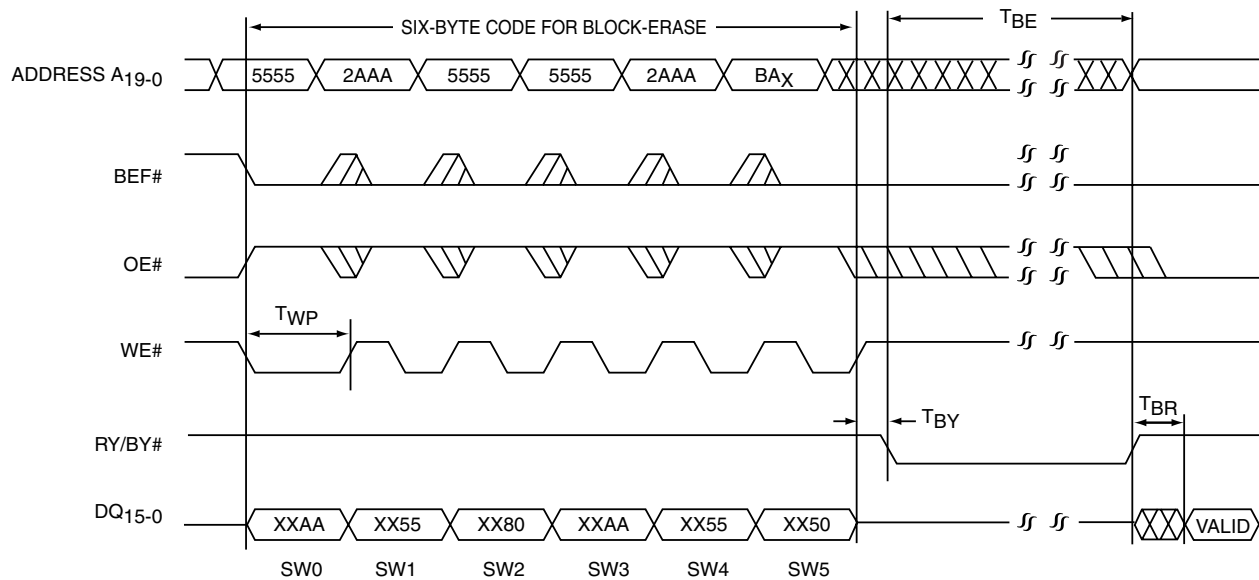 SIX-BYTE CODE FOR BLOCK-ERASE
TBE
ADDRESS A19-0
5555 2AAA 5555 5555 2AAA BAX
BEF#
OE#
TWP
WE#
TBR
TBY
RY/BY#
DQ15-0
XXAA XX55 XX80 XXAA XX55 XX50 VALID
SW0 SW1 SW2 SW3 SW4 SW5